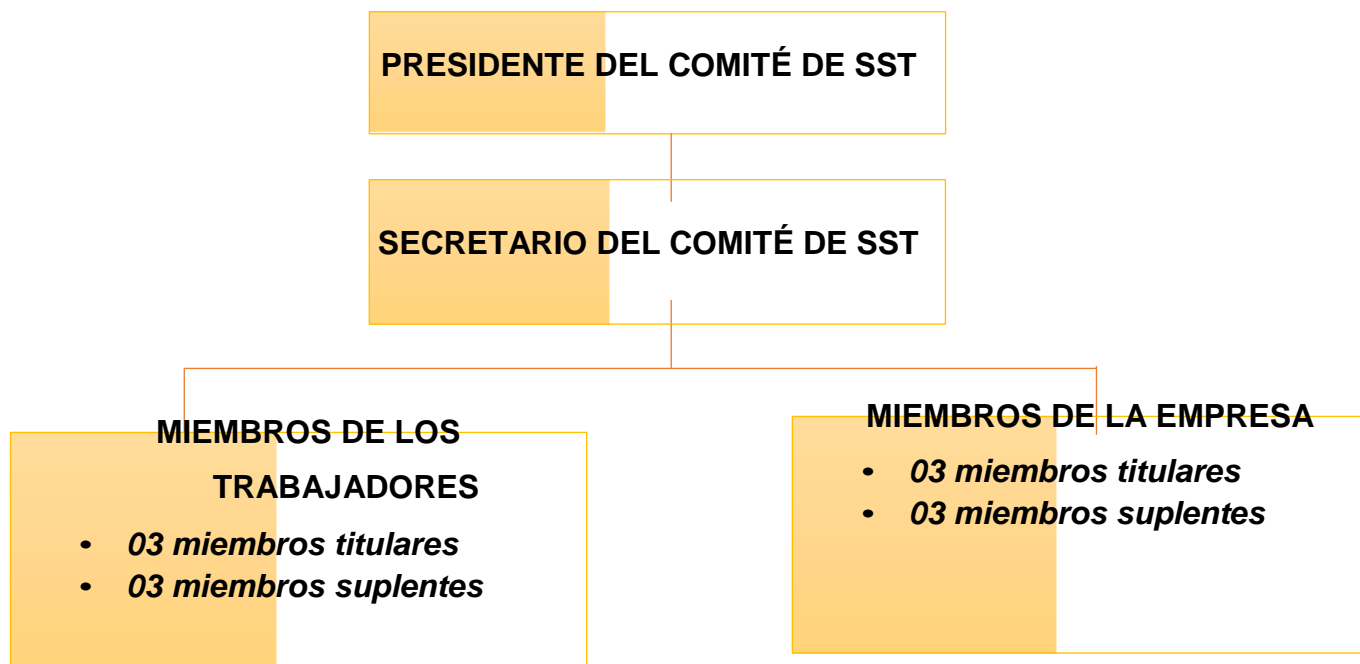 PRESIDENTE DEL COMITÉ DE SST
SECRETARIO DEL COMITÉ DE SST
MIEMBROS DE LOS
TRABAJADORES
• 03 miembros titulares
• 03 miembros suplentes
MIEMBROS DE LA EMPRESA
• 03 miembros titulares
• 03 miembros suplentes